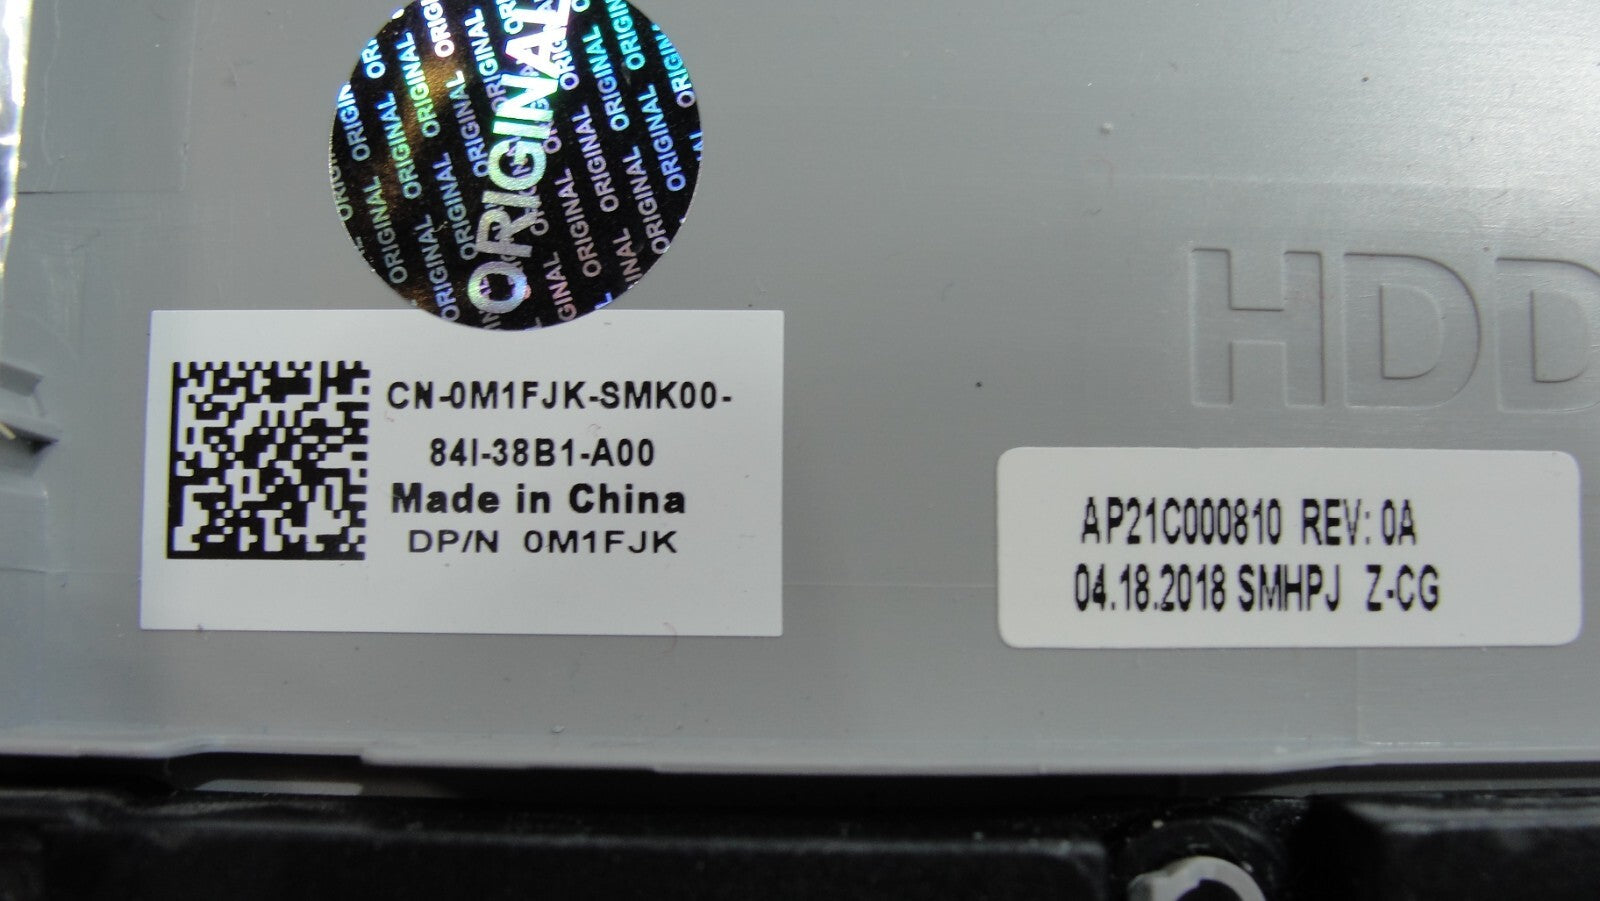 ORIGINAL
CN-0M1FJK-SMK00-
84I-38B1-A00
Made in China
DP/N 0M1FJK
HDD
AP21C000810 REV: 0A
04.18.2018 SMHPJ Z-CG